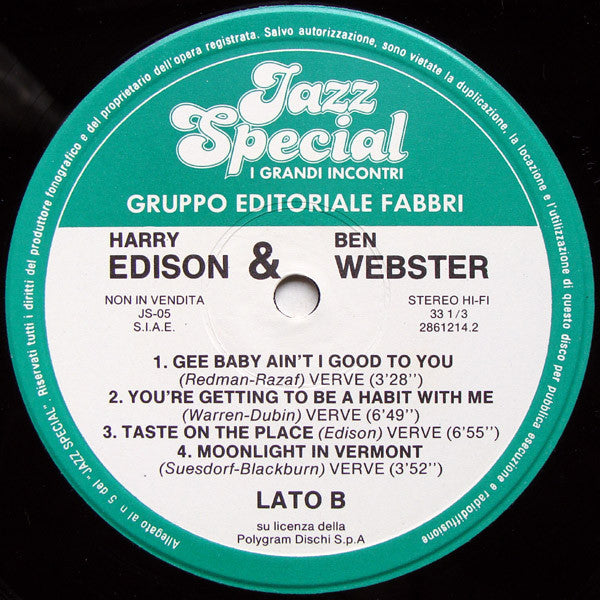 Riservati tutti i diritti del produttore fonografico e del proprietario dell'opera registrata. Salvo autorizzazione, sono vietate la duplicazione, la locazione e l'utilizzazione di questo disco per pubblica esecuzione e radiodiffusione
Jazz
Special
I GRANDI INCONTRI
GRUPPO EDITORIALE FABBRI
HARRY EDISON & BEN WEBSTER
NON IN VENDITA
JS-05
S.I.A.E.
STEREO HI-FI
33 1/3
2861214.2
1. GEE BABY AIN'T I GOOD TO YOU
(Redman-Razaf) VERVE (3'28'')
2. YOU'RE GETTING TO BE A HABIT WITH ME
(Warren-Dubin) VERVE (6'49'')
3. TASTE ON THE PLACE (Edison) VERVE (6'55'')
4. MOONLIGHT IN VERMONT
(Suesdorf-Blackburn) VERVE (3'52'')
LATO B
su licenza della
Polygram Dischi S.p.A
Allegato al n 5 del "JAZZ SPECIAL".